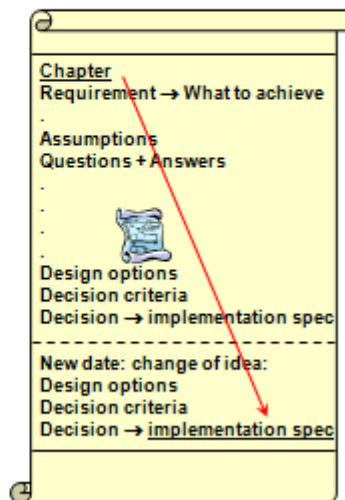 Chapter
Requirement → What to achieve
.
Assumptions
Questions + Answers
.
.
.
.
Design options
Decision criteria
Decision → implementation spec
New date: change of idea:
Design options
Decision criteria
Decision → implementation spec